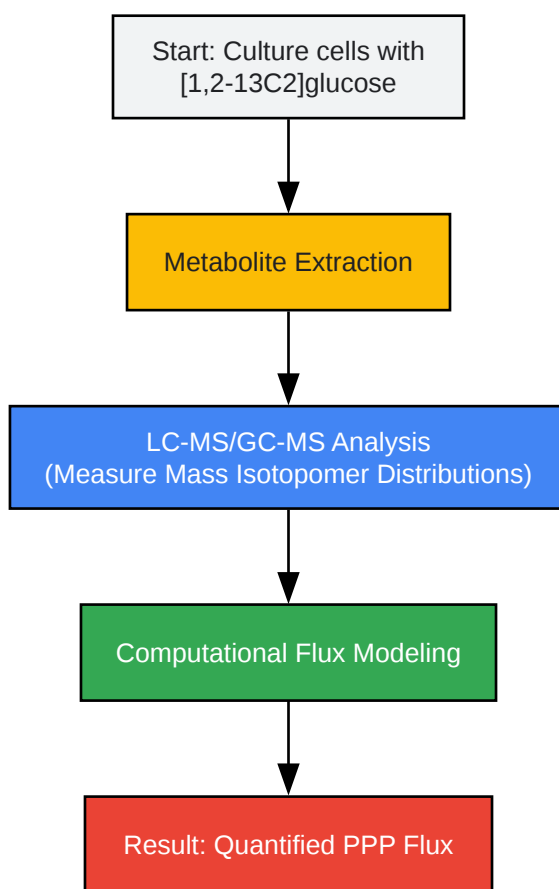 Start: Culture cells with
[1,2-13C2]glucose
Metabolite Extraction
LC-MS/GC-MS Analysis
(Measure Mass Isotopomer Distributions)
Computational Flux Modeling
Result: Quantified PPP Flux